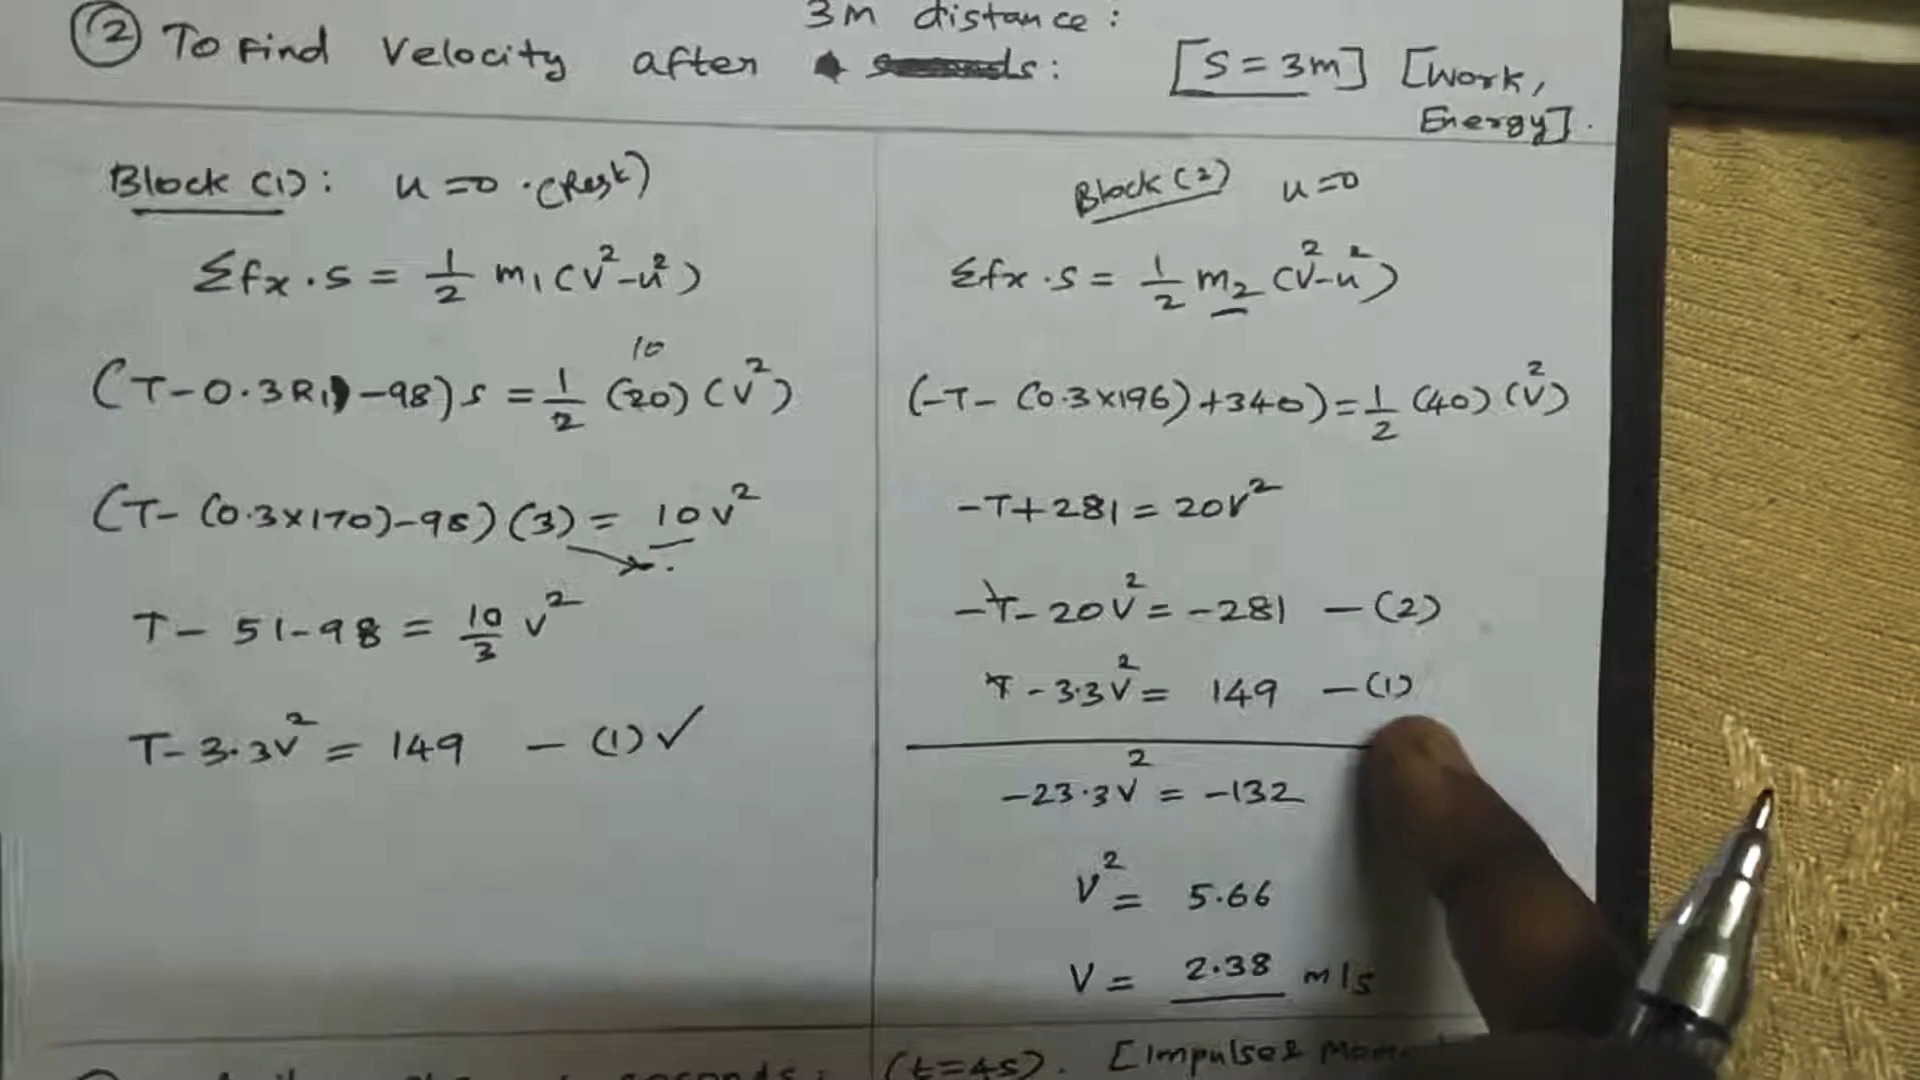 3m distance:
② To Find Velocity after [S = 3m] [Work,
Energy].
Block (1): u = 0 . (Rest)
Σfx . s = 1/2 m₁ (v² - u²)
10
(T - 0.3R₁) - 98) s = 1/2 (20) (v²)
(T - (0.3 × 170) - 98) (3) = 10v²
T - 51 - 98 = 10/3 v²
T - 3.3v² = 149 - (1) ✓
Block (2) u = 0
Σfx . s = 1/2 m₂ (v² - u²)
(-T - (0.3 × 196) + 340) = 1/2 (40) (v²)
-T + 281 = 20v²
-T - 20v² = -281 - (2)
T - 3.3v² = 149 - (1)
-23.3v² = -132
v² = 5.66
V = 2.38 m/s
(t = 4s). [Impulse &